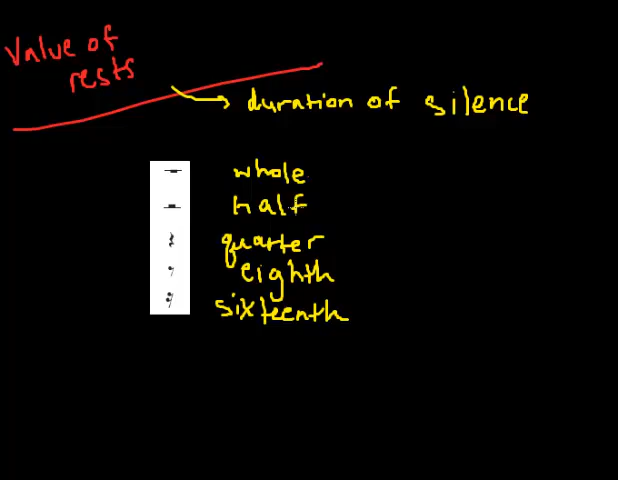 Value of
rests
duration of silence
whole
half
quarter
eighth
sixteenth